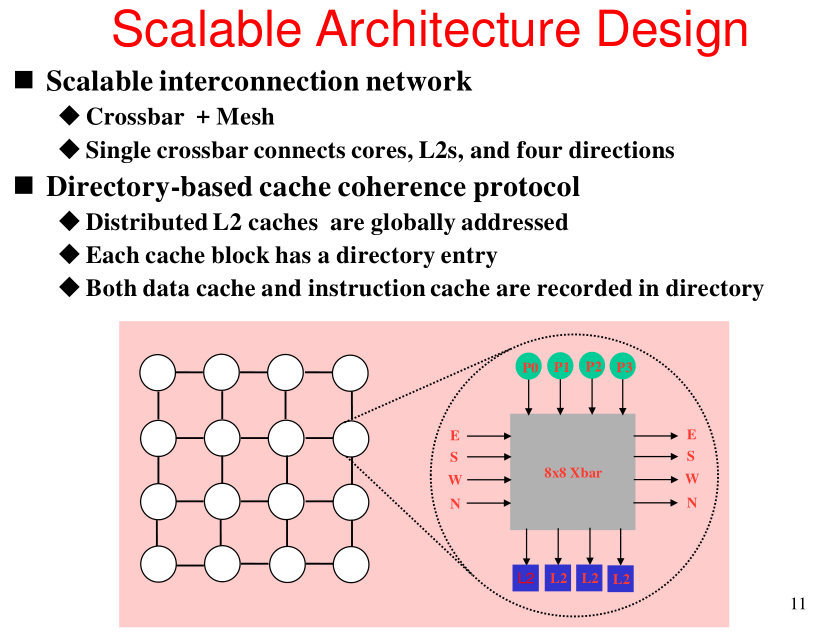 Scalable Architecture Design
Scalable interconnection network
Crossbar + Mesh
Single crossbar connects cores, L2s, and four directions
Directory-based cache coherence protocol
Distributed L2 caches are globally addressed
Each cache block has a directory entry
Both data cache and instruction cache are recorded in directory
P0 P1 P2 P3
E E
S S
8x8 Xbar
W W
N N
L2 L2 L2 L2
11